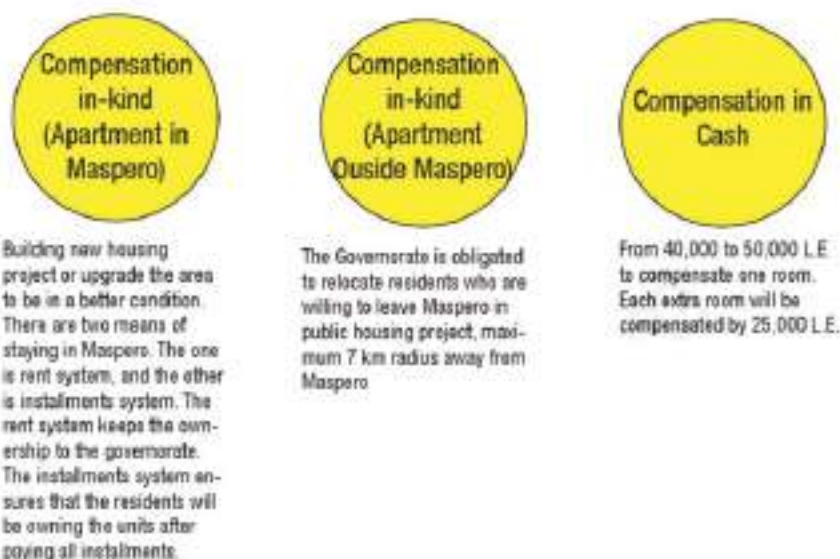 Compensation
in-kind
(Apartment in
Maspero)
Building new housing
project or upgrade the area
to be in a better condition.
There are two means of
staying in Maspero. The one
is rent system, and the other
is installments system. The
rent system keeps the own-
ership to the governorate.
The installments system en-
sures that the residents will
be owning the units after
paying all installments.
Compensation
in-kind
(Apartment
Ouside Maspero)
The Governorate is obligated
to relocate residents who are
willing to leave Maspero in
public housing project, maxi-
mum 7 km radius away from
Maspero
Compensation in
Cash
From 40,000 to 50,000 L.E
to compensate one room.
Each extra room will be
compensated by 25,000 L.E.